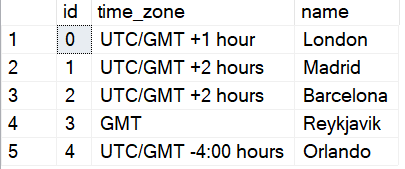 id time_zone name
1 0 UTC/GMT +1 hour London
2 1 UTC/GMT +2 hours Madrid
3 2 UTC/GMT +2 hours Barcelona
4 3 GMT Reykjavik
5 4 UTC/GMT -4:00 hours Orlando